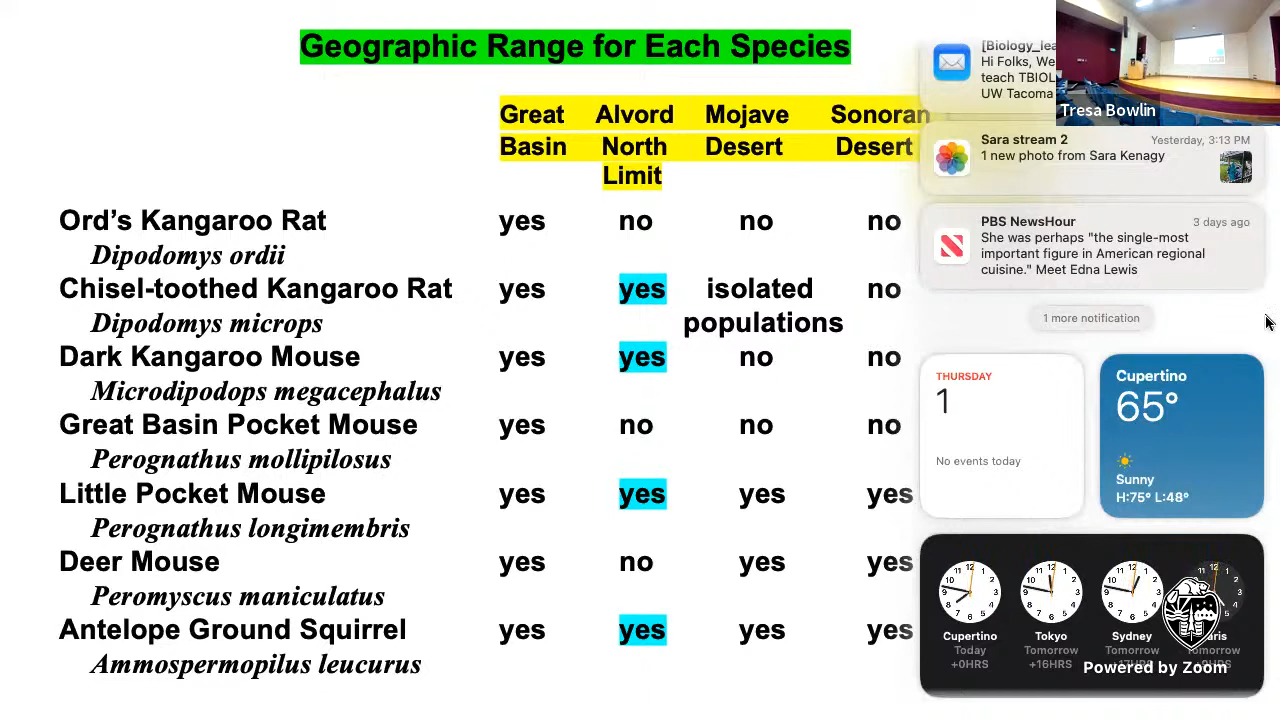 Geographic Range for Each Species
Great Alvord Mojave Sonoran
Basin North Desert Desert
Limit
Ord's Kangaroo Rat yes no no no
Dipodomys ordii
Chisel-toothed Kangaroo Rat yes yes isolated no
Dipodomys microps populations
Dark Kangaroo Mouse yes yes no no
Microdipodops megacephalus
Great Basin Pocket Mouse yes no no no
Perognathus mollipilosus
Little Pocket Mouse yes yes yes yes
Perognathus longimembris
Deer Mouse yes no yes yes
Peromyscus maniculatus
Antelope Ground Squirrel yes yes yes yes
Ammospermopilus leucurus
Hi Folks, We
teach TBIOL
UW Tacoma
Tresa Bowlin
Sara stream 2 Yesterday, 3:13 PM
1 new photo from Sara Kenagy
PBS NewsHour 3 days ago
She was perhaps "the single-most
important figure in American regional
cuisine." Meet Edna Lewis
1 more notification
THURSDAY
1
No events today
Cupertino
65°
Sunny
H:75° L:48°
Cupertino Tokyo Sydney
Today Tomorrow Tomorrow Tomorrow
+0HRS +16HRS
Powered by Zoom